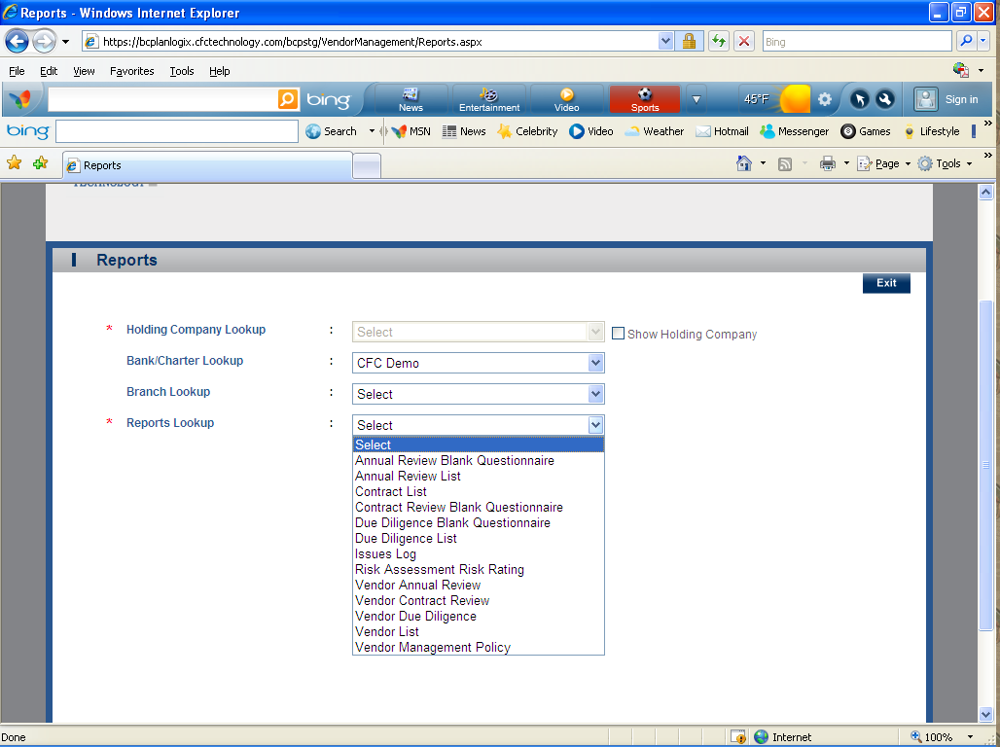 Reports - Windows Internet Explorer
https://bcplanlogix.cfctechnology.com/bcpstg/VendorManagement/Reports.aspx
Bing
File Edit View Favorites Tools Help
bing News Entertainment Video Sports 45°F Sign in
bing Search MSN News Celebrity Video Weather Hotmail Messenger Games Lifestyle
Reports
Page Tools
TECHNOLOGY
Reports
Exit
* Holding Company Lookup : Select Show Holding Company
Bank/Charter Lookup : CFC Demo
Branch Lookup : Select
* Reports Lookup : Select
Select
Annual Review Blank Questionnaire
Annual Review List
Contract List
Contract Review Blank Questionnaire
Due Diligence Blank Questionnaire
Due Diligence List
Issues Log
Risk Assessment Risk Rating
Vendor Annual Review
Vendor Contract Review
Vendor Due Diligence
Vendor List
Vendor Management Policy
Done Internet 100%